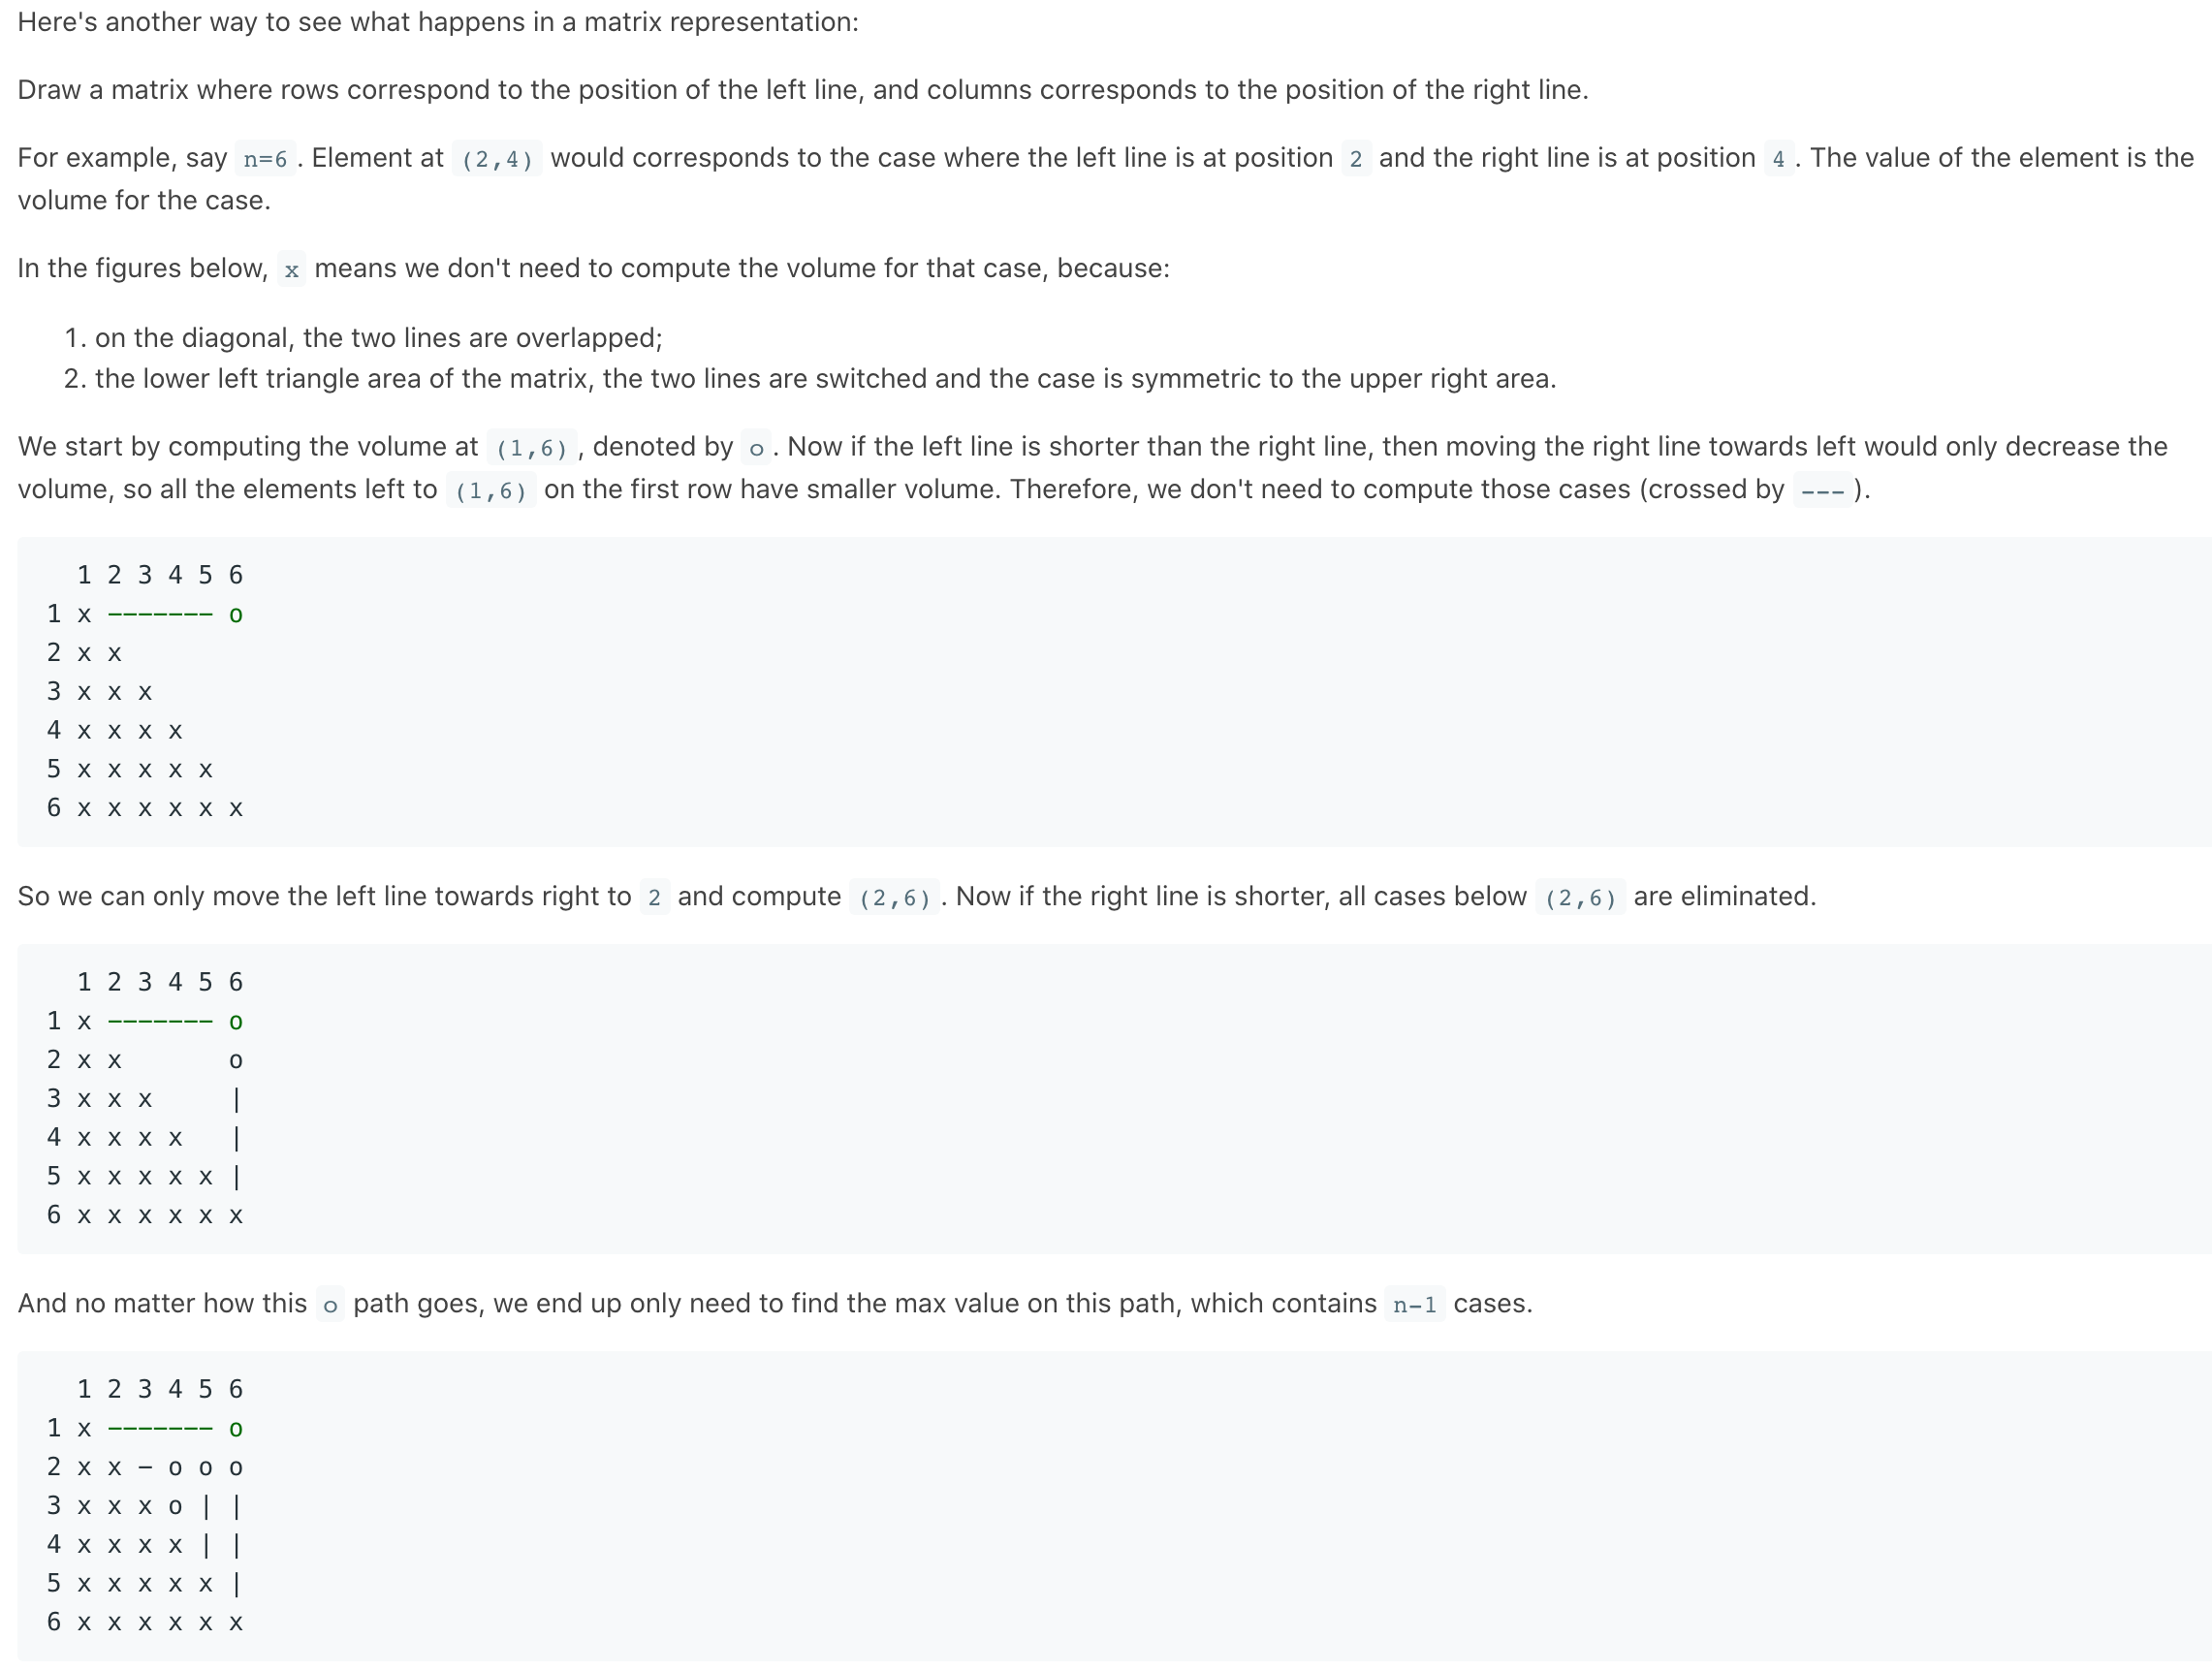 Here's another way to see what happens in a matrix representation:
Draw a matrix where rows correspond to the position of the left line, and columns corresponds to the position of the right line.
For example, say n=6 . Element at (2,4) would corresponds to the case where the left line is at position 2 and the right line is at position 4 . The value of the element is the
volume for the case.
In the figures below, x means we don't need to compute the volume for that case, because:
1. on the diagonal, the two lines are overlapped;
2. the lower left triangle area of the matrix, the two lines are switched and the case is symmetric to the upper right area.
We start by computing the volume at (1,6) , denoted by o . Now if the left line is shorter than the right line, then moving the right line towards left would only decrease the
volume, so all the elements left to (1,6) on the first row have smaller volume. Therefore, we don't need to compute those cases (crossed by --- ).
  1 2 3 4 5 6
1 x ------- o
2 x x
3 x x x
4 x x x x
5 x x x x x
6 x x x x x x
So we can only move the left line towards right to 2 and compute (2,6) . Now if the right line is shorter, all cases below (2,6) are eliminated.
  1 2 3 4 5 6
1 x ------- o
2 x x       o
3 x x x     |
4 x x x x   |
5 x x x x x |
6 x x x x x x
And no matter how this o path goes, we end up only need to find the max value on this path, which contains n-1 cases.
  1 2 3 4 5 6
1 x ------- o
2 x x - o o o
3 x x x o | |
4 x x x x | |
5 x x x x x |
6 x x x x x x